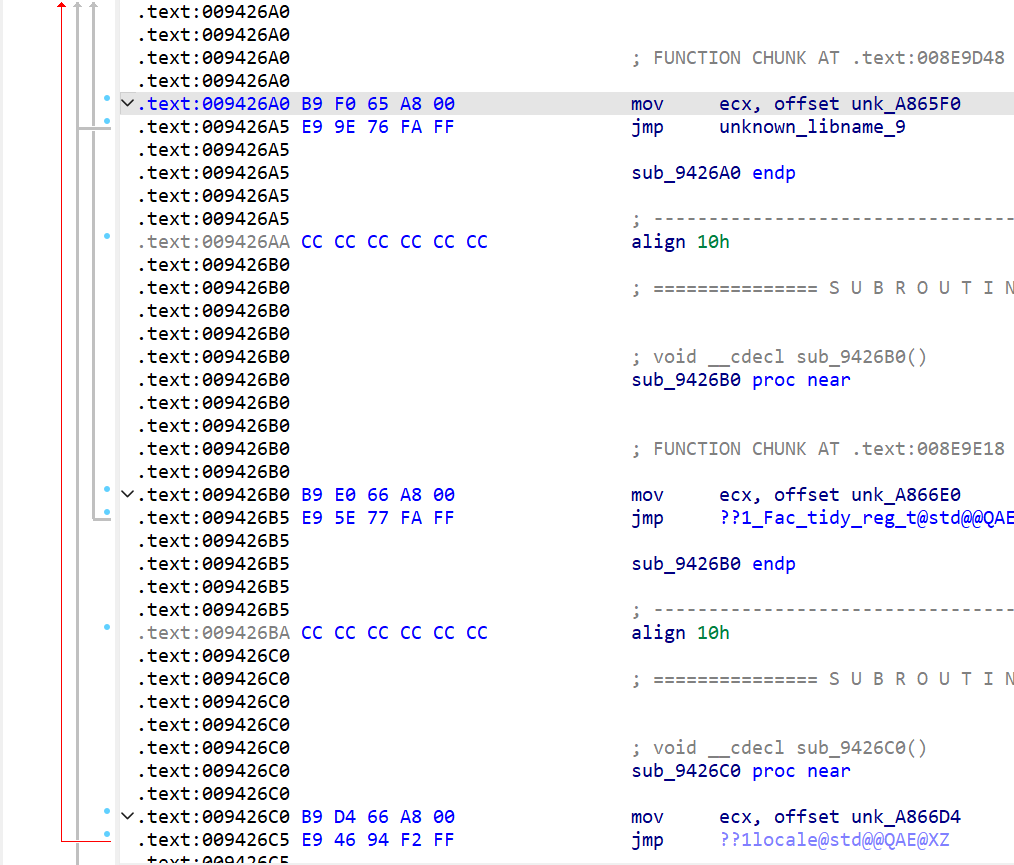 .text:009426A0
.text:009426A0
.text:009426A0 ; FUNCTION CHUNK AT .text:008E9D48
.text:009426A0
.text:009426A0 B9 F0 65 A8 00 mov ecx, offset unk_A865F0
.text:009426A5 E9 9E 76 FA FF jmp unknown_libname_9
.text:009426A5
.text:009426A5 sub_9426A0 endp
.text:009426A5
.text:009426A5 ; ---------------------------------
.text:009426AA CC CC CC CC CC CC align 10h
.text:009426B0
.text:009426B0 ; =============== S U B R O U T I N
.text:009426B0
.text:009426B0
.text:009426B0 ; void __cdecl sub_9426B0()
.text:009426B0 sub_9426B0 proc near
.text:009426B0
.text:009426B0
.text:009426B0 ; FUNCTION CHUNK AT .text:008E9E18
.text:009426B0
.text:009426B0 B9 E0 66 A8 00 mov ecx, offset unk_A866E0
.text:009426B5 E9 5E 77 FA FF jmp ??1_Fac_tidy_reg_t@std@@QAE
.text:009426B5
.text:009426B5 sub_9426B0 endp
.text:009426B5
.text:009426B5 ; ---------------------------------
.text:009426BA CC CC CC CC CC CC align 10h
.text:009426C0
.text:009426C0 ; =============== S U B R O U T I N
.text:009426C0
.text:009426C0
.text:009426C0 ; void __cdecl sub_9426C0()
.text:009426C0 sub_9426C0 proc near
.text:009426C0
.text:009426C0 B9 D4 66 A8 00 mov ecx, offset unk_A866D4
.text:009426C5 E9 46 94 F2 FF jmp ??1locale@std@@QAE@XZ
.text:009426C5